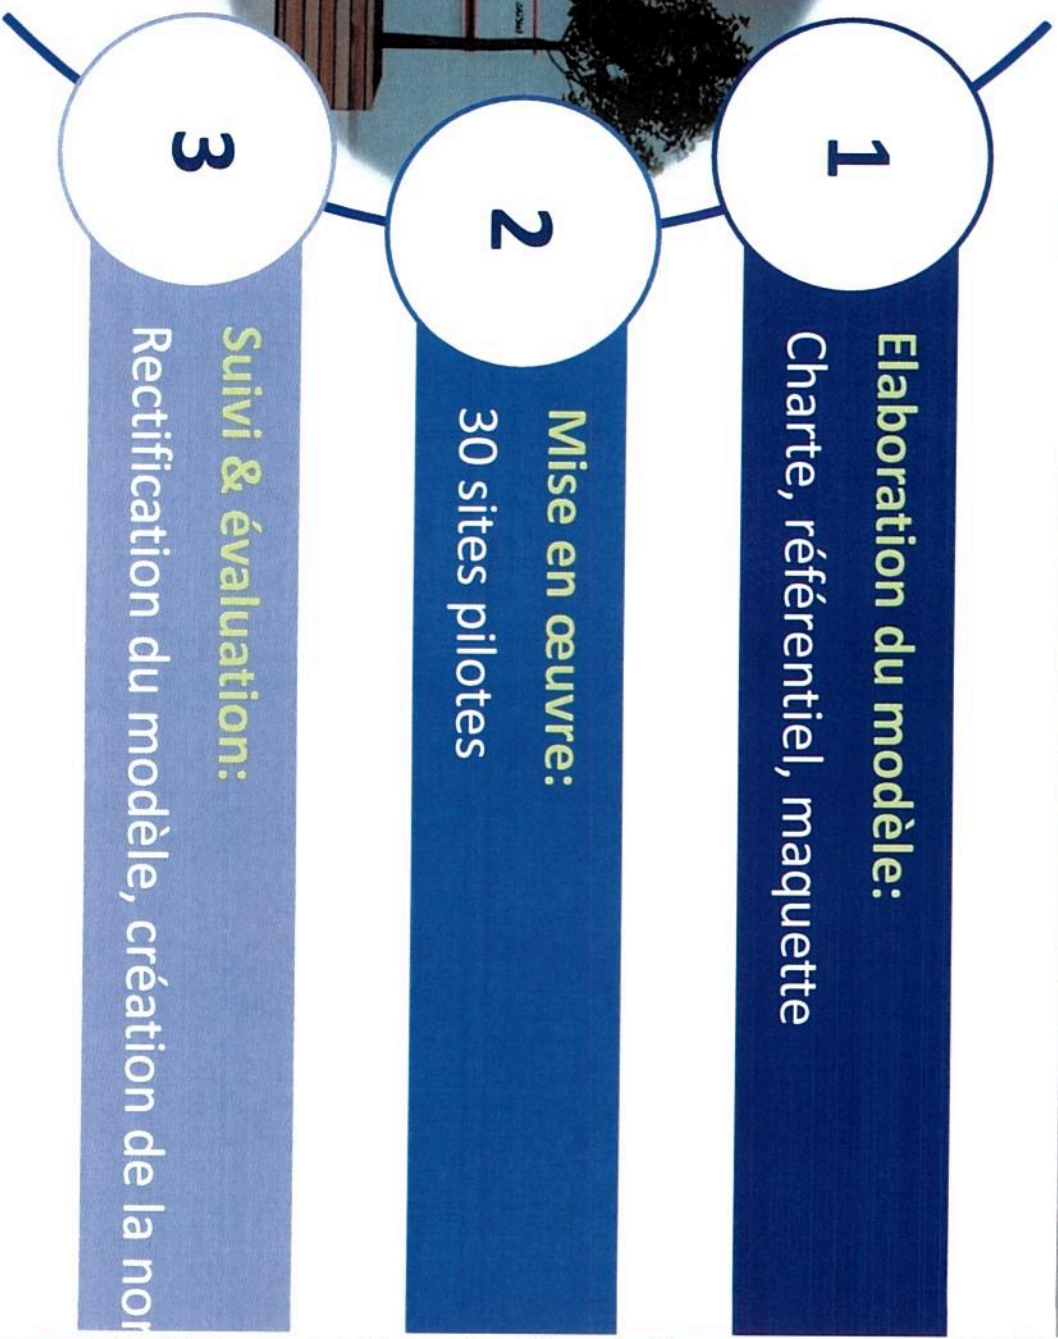 1
Elaboration du modèle:
Charte, référentiel, maquette
2
Mise en œuvre:
30 sites pilotes
3
Suivi & évaluation:
Rectification du modèle, création de la